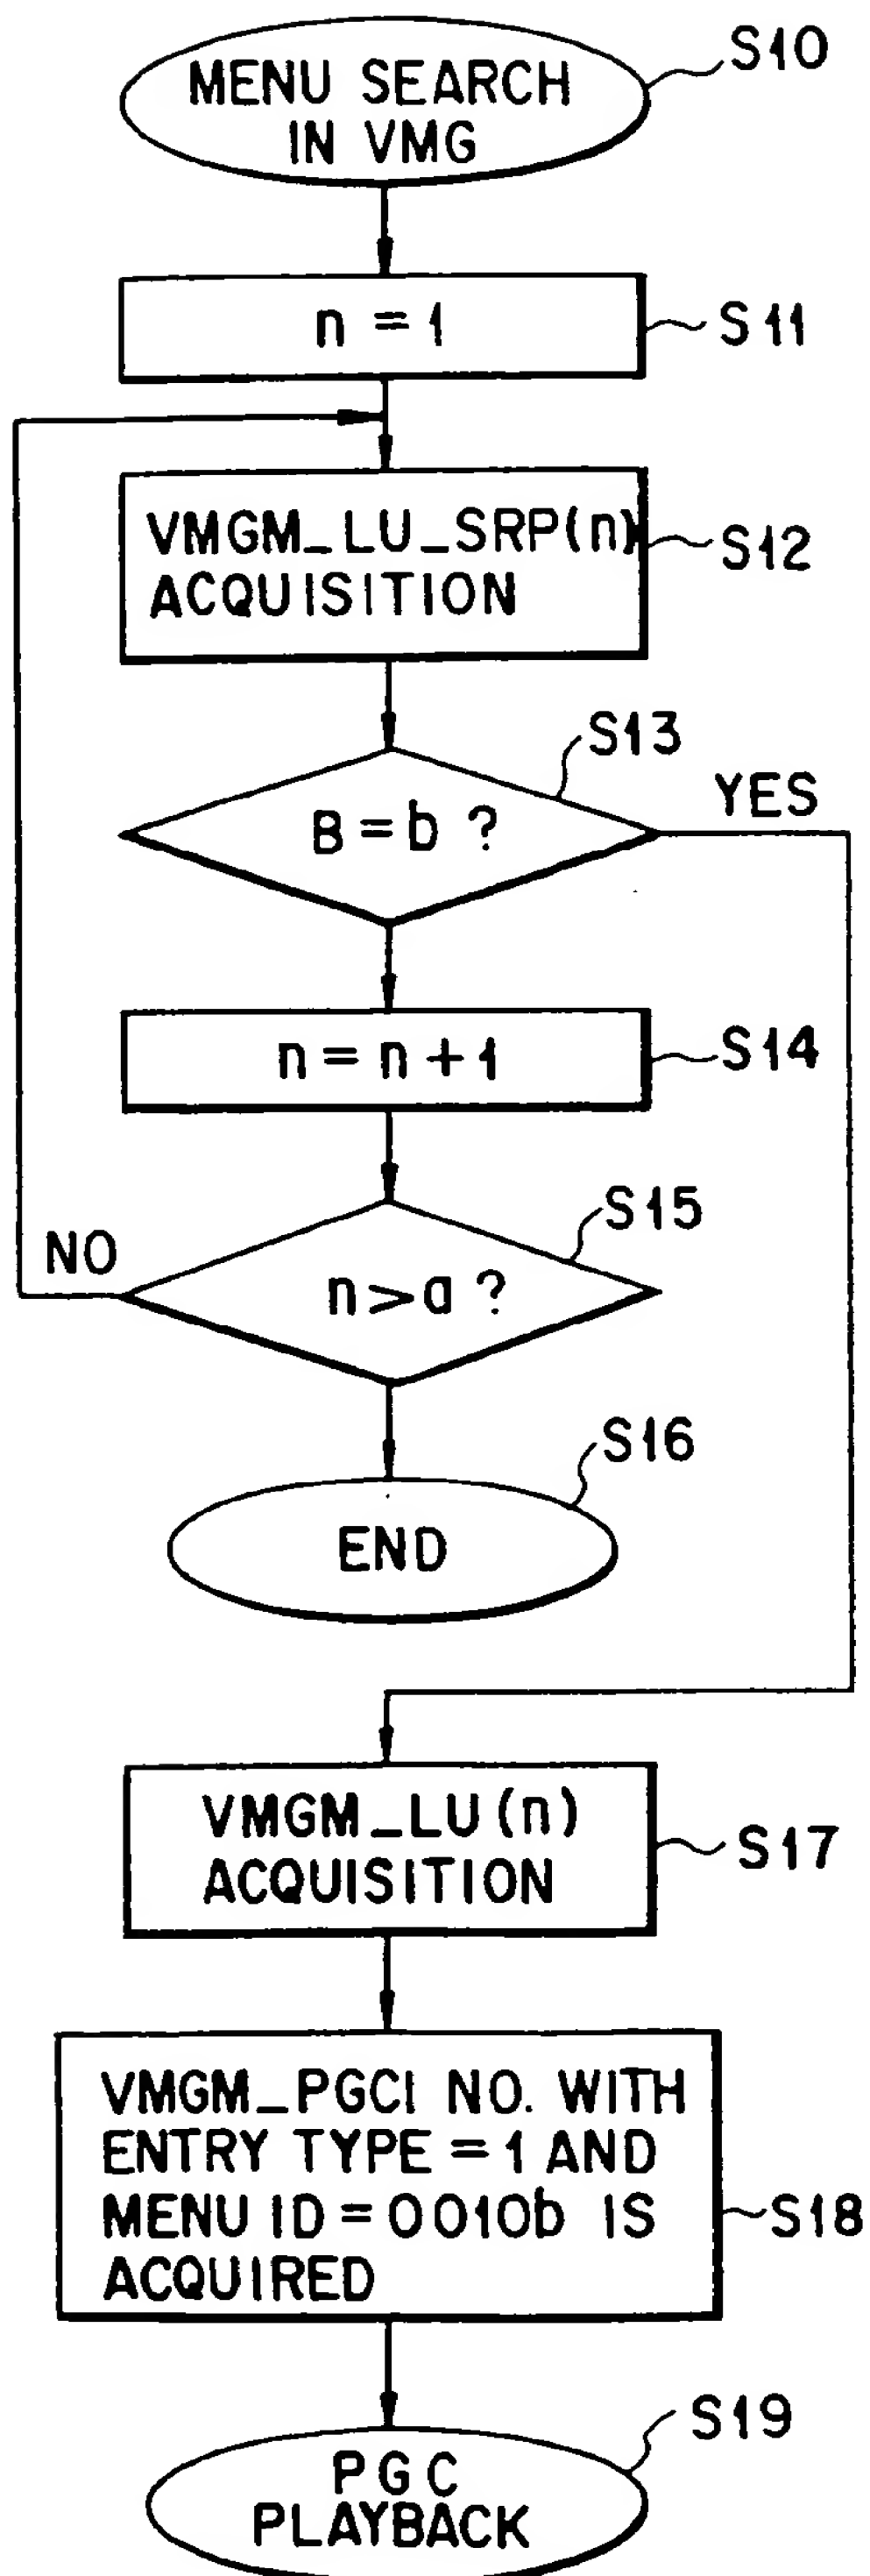 MENU SEARCH
IN VMG
S10
n = 1
S11
VMGM_LU_SRP(n)
ACQUISITION
S12
S13
B = b ?
YES
n = n + 1
S14
S15
NO
n > a ?
S16
END
VMGM_LU (n)
ACQUISITION
S17
VMGM_PGCI NO. WITH
ENTRY TYPE = 1 AND
MENU ID = 0010b IS
ACQUIRED
S18
S19
PGC
PLAYBACK